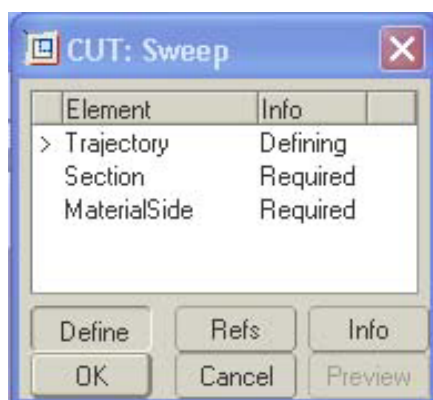 CUT: Sweep
Element Info
> Trajectory Defining
Section Required
MaterialSide Required
Define Refs Info
OK Cancel Preview